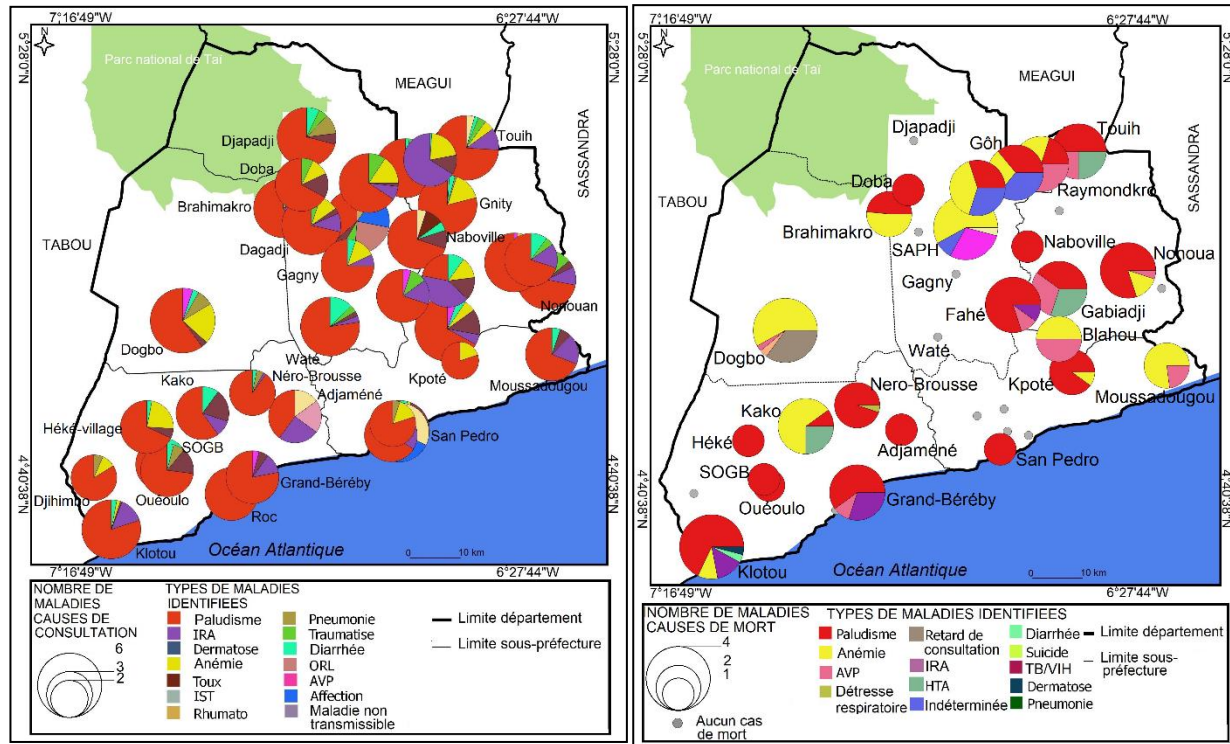 7°16'49"W
6°27'44"W
5°28'0"N
N
Parc national de Taï
MEAGUI
SASSANDRA
TABOU
Touih
Djapadji
Doba
Brahimakro
Gnity
Dagadji
Naboville
Gagny
Nonouan
Dogbo
Waté
Kpoté
Moussadougou
Kako
Néro-Brousse
Adjaméné
Héké-village
SOGB
San Pedro
Djihimbo
Ouéoulo
Grand-Béréby
Roc
Klotou
4°40'38"N
4°40'38"N
Océan Atlantique
0
10 km
7°16'49"W
6°27'44"W
NOMBRE DE
MALADIES
CAUSES DE
CONSULTATION
6
3
2
TYPES DE MALADIES
IDENTIFIEES
Paludisme
IRA
Dermatose
Anémie
Toux
IST
Rhumato
Pneumonie
Traumatise
Diarrhée
ORL
AVP
Affection
Maladie non
transmissible
Limite département
Limite sous-préfecture
7°16'49"W
6°27'44"W
5°28'0"N
5°28'0"N
N
Parc national de Taï
MEAGUI
SASSANDRA
TABOU
Djapadji
Gôh
Touih
Doba
Raymondkro
Brahimakro
SAPH
Naboville
Nonoua
Gagny
Fahé
Gabiadji
Blahou
Dogbo
Waté
Kpoté
Moussadougou
Nero-Brousse
Kako
Héké
Adjaméné
SOGB
San Pedro
Ouéoulo
Grand-Béréby
Klotou
4°40'38"N
4°40'38"N
Océan Atlantique
0
10 km
7°16'49"W
6°27'44"W
NOMBRE DE MALADIES
CAUSES DE MORT
4
2
1
Aucun cas
de mort
TYPES DE MALADIES IDENTIFIEES
Paludisme
Anémie
AVP
Détresse
respiratoire
Retard de
consultation
IRA
HTA
Indéterminée
Diarrhée
Suicide
TB/VIH
Dermatose
Pneumonie
Limite département
Limite sous-
préfecture